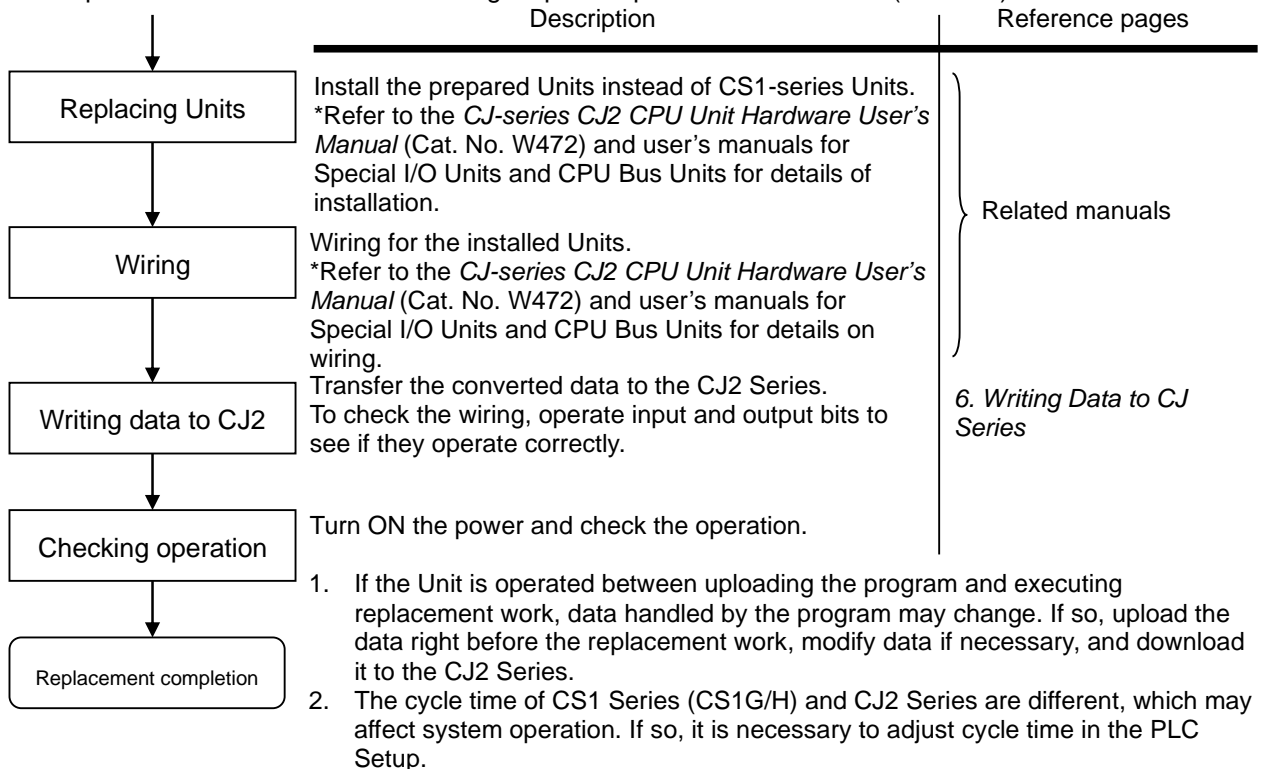 Description Reference pages
Replacing Units
Install the prepared Units instead of CS1-series Units.
*Refer to the CJ-series CJ2 CPU Unit Hardware User's
Manual (Cat. No. W472) and user's manuals for
Special I/O Units and CPU Bus Units for details of
installation.
Related manuals
Wiring
Wiring for the installed Units.
*Refer to the CJ-series CJ2 CPU Unit Hardware User's
Manual (Cat. No. W472) and user's manuals for
Special I/O Units and CPU Bus Units for details on
wiring.
Writing data to CJ2
Transfer the converted data to the CJ2 Series.
To check the wiring, operate input and output bits to
see if they operate correctly.
6. Writing Data to CJ
Series
Checking operation
Turn ON the power and check the operation.
Replacement completion
1. If the Unit is operated between uploading the program and executing
replacement work, data handled by the program may change. If so, upload the
data right before the replacement work, modify data if necessary, and download
it to the CJ2 Series.
2. The cycle time of CS1 Series (CS1G/H) and CJ2 Series are different, which may
affect system operation. If so, it is necessary to adjust cycle time in the PLC
Setup.